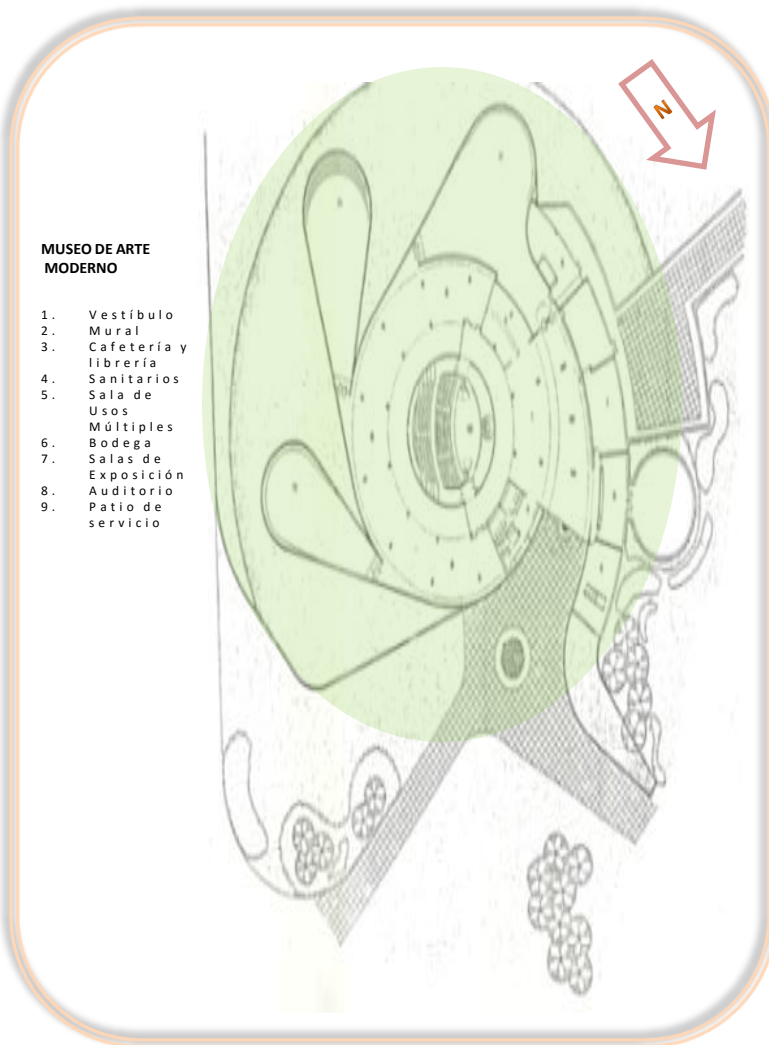 N
MUSEO DE ARTE
MODERNO
1. Vestíbulo
2. Mural
3. Cafetería y
librería
4. Sanitarios
5. Sala de
Usos
Múltiples
6. Bodega
7. Salas de
Exposición
8. Auditorio
9. Patio de
servicio